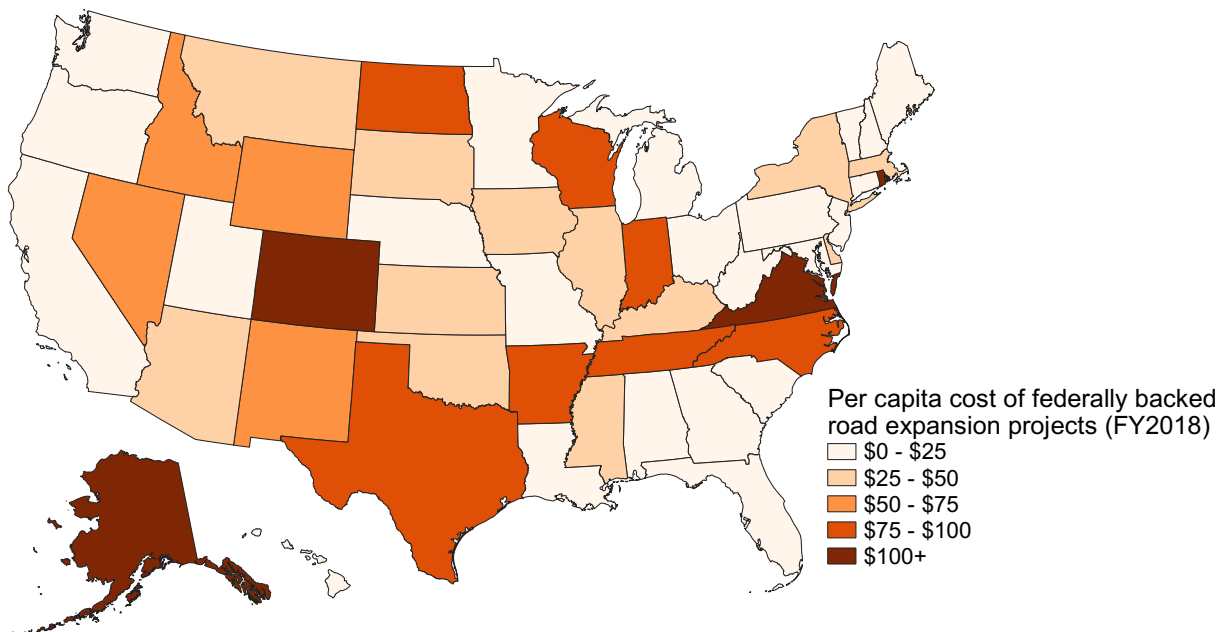 Per capita cost of federally backed
road expansion projects (FY2018)
$0 - $25
$25 - $50
$50 - $75
$75 - $100
$100+